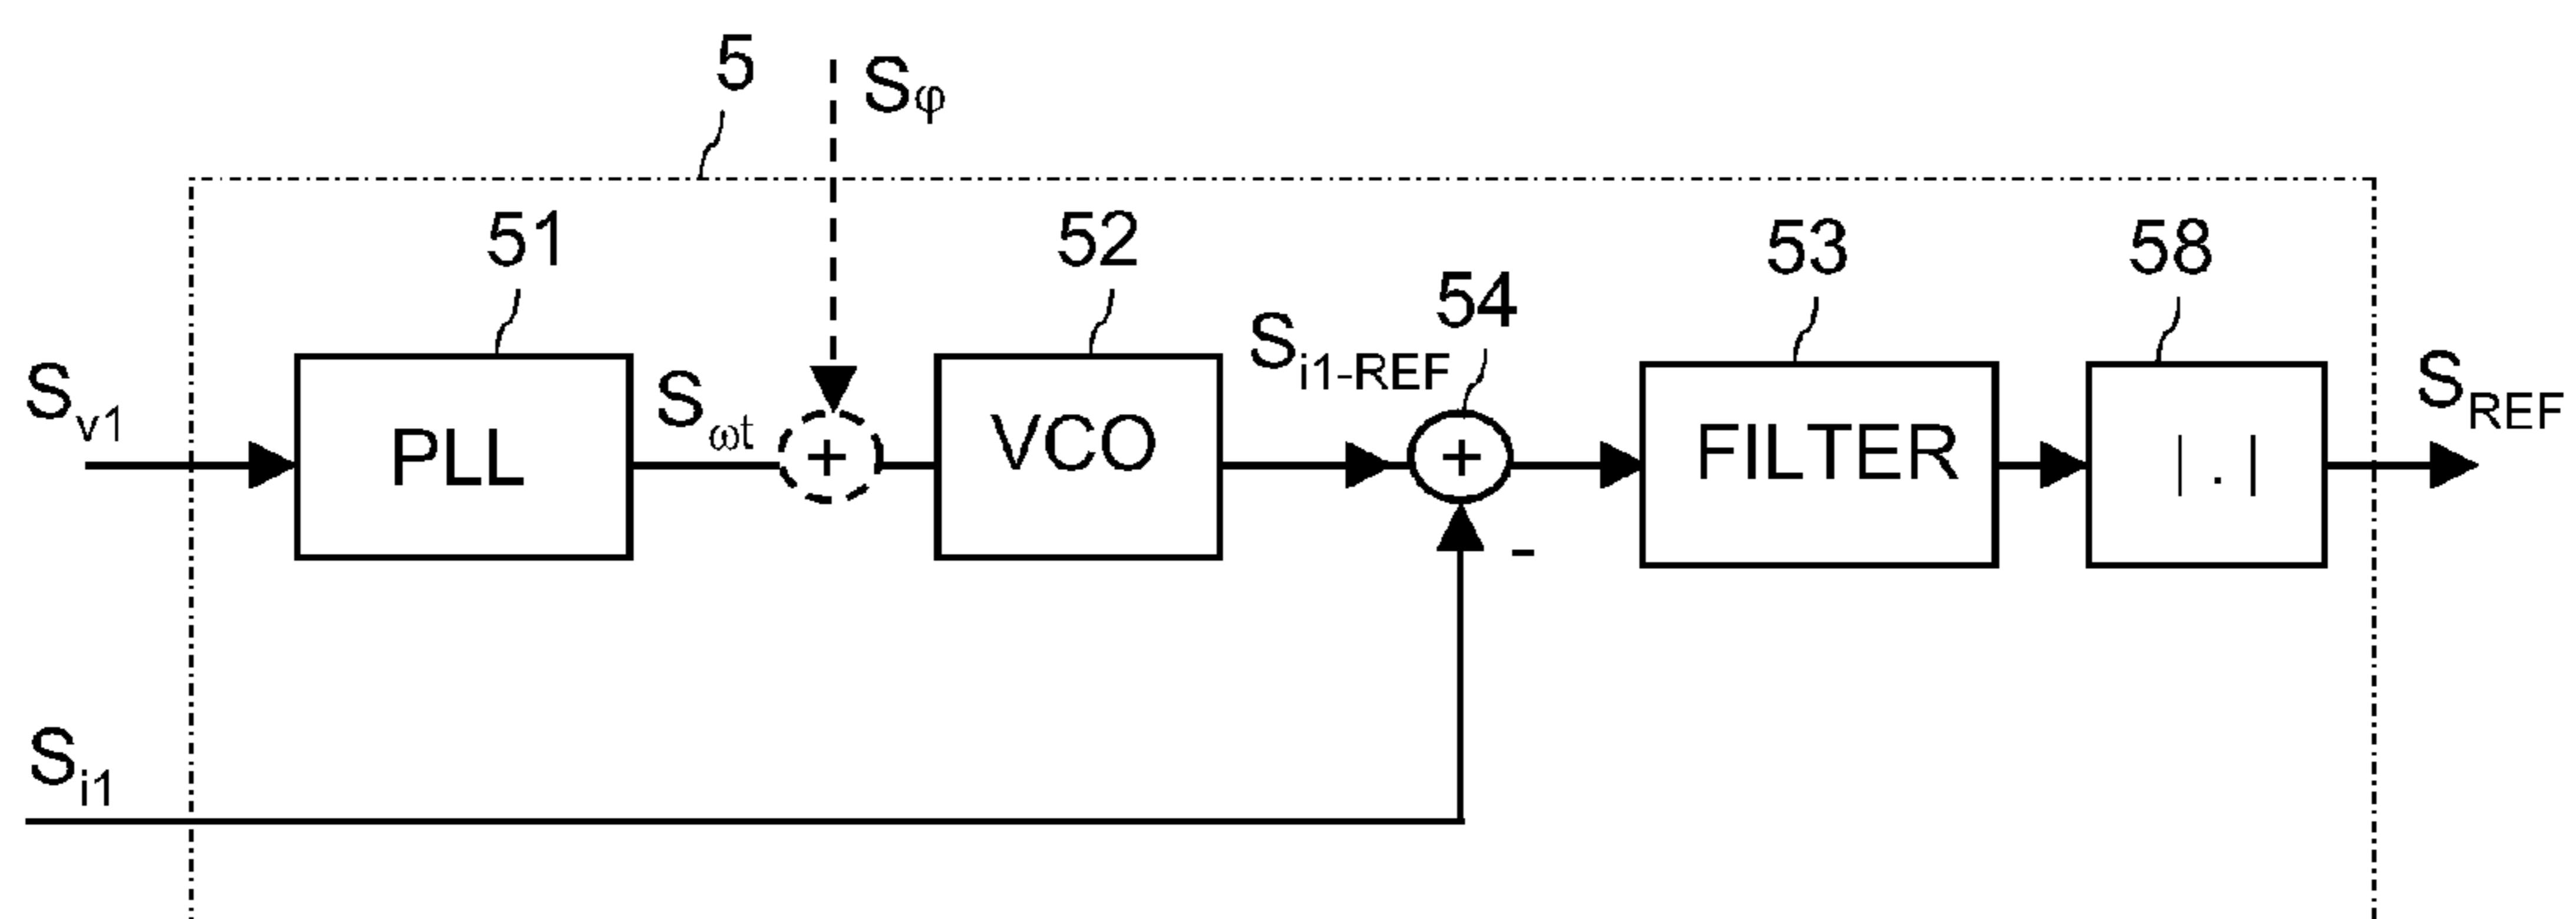 5
Sφ
51
52
53
58
54
Sv1
PLL
Sωt
+
VCO
Si1-REF
+
FILTER
| . |
SREF
-
Si1